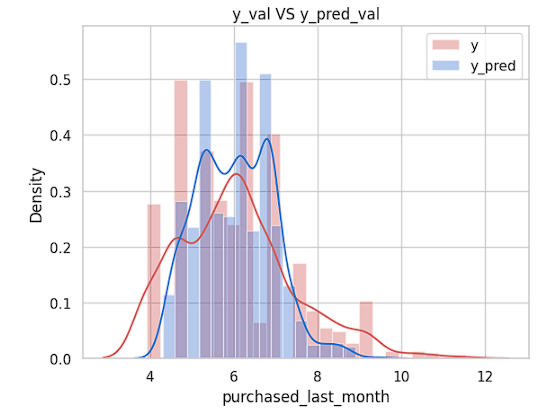 y_val VS y_pred_val
y
y_pred
Density
0.5
0.4
0.3
0.2
0.1
0.0
4 6 8 10 12
purchased_last_month